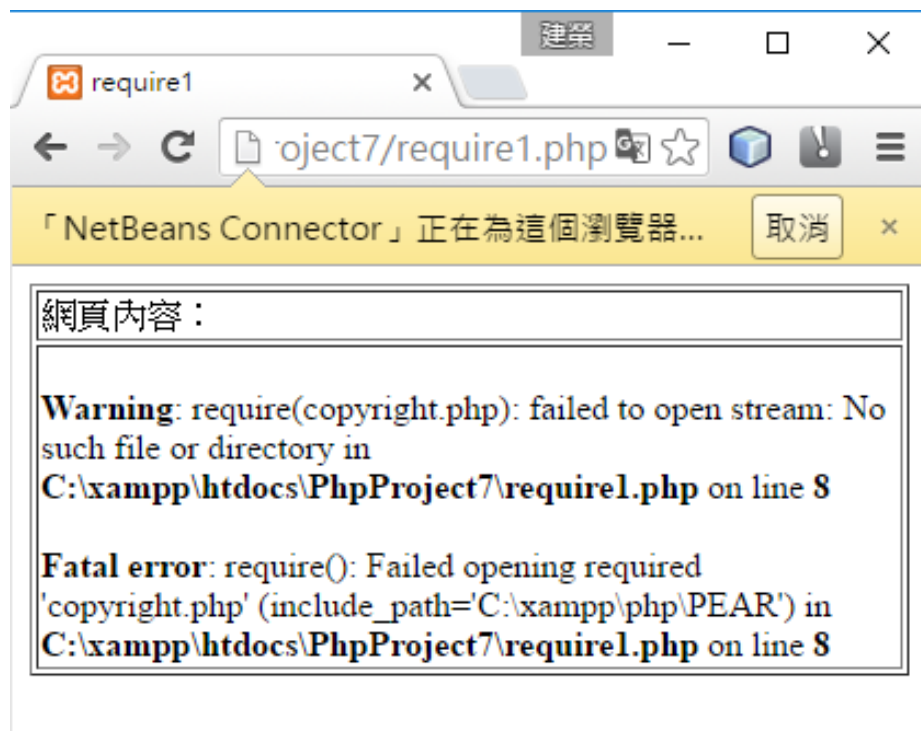 建榮
require1
roject7/require1.php
「NetBeans Connector」正在為這個瀏覽器...
取消
網頁內容：
Warning: require(copyright.php): failed to open stream: No
such file or directory in
C:\xampp\htdocs\PhpProject7\require1.php on line 8
Fatal error: require(): Failed opening required
'copyright.php' (include_path='C:\xampp\php\PEAR') in
C:\xampp\htdocs\PhpProject7\require1.php on line 8